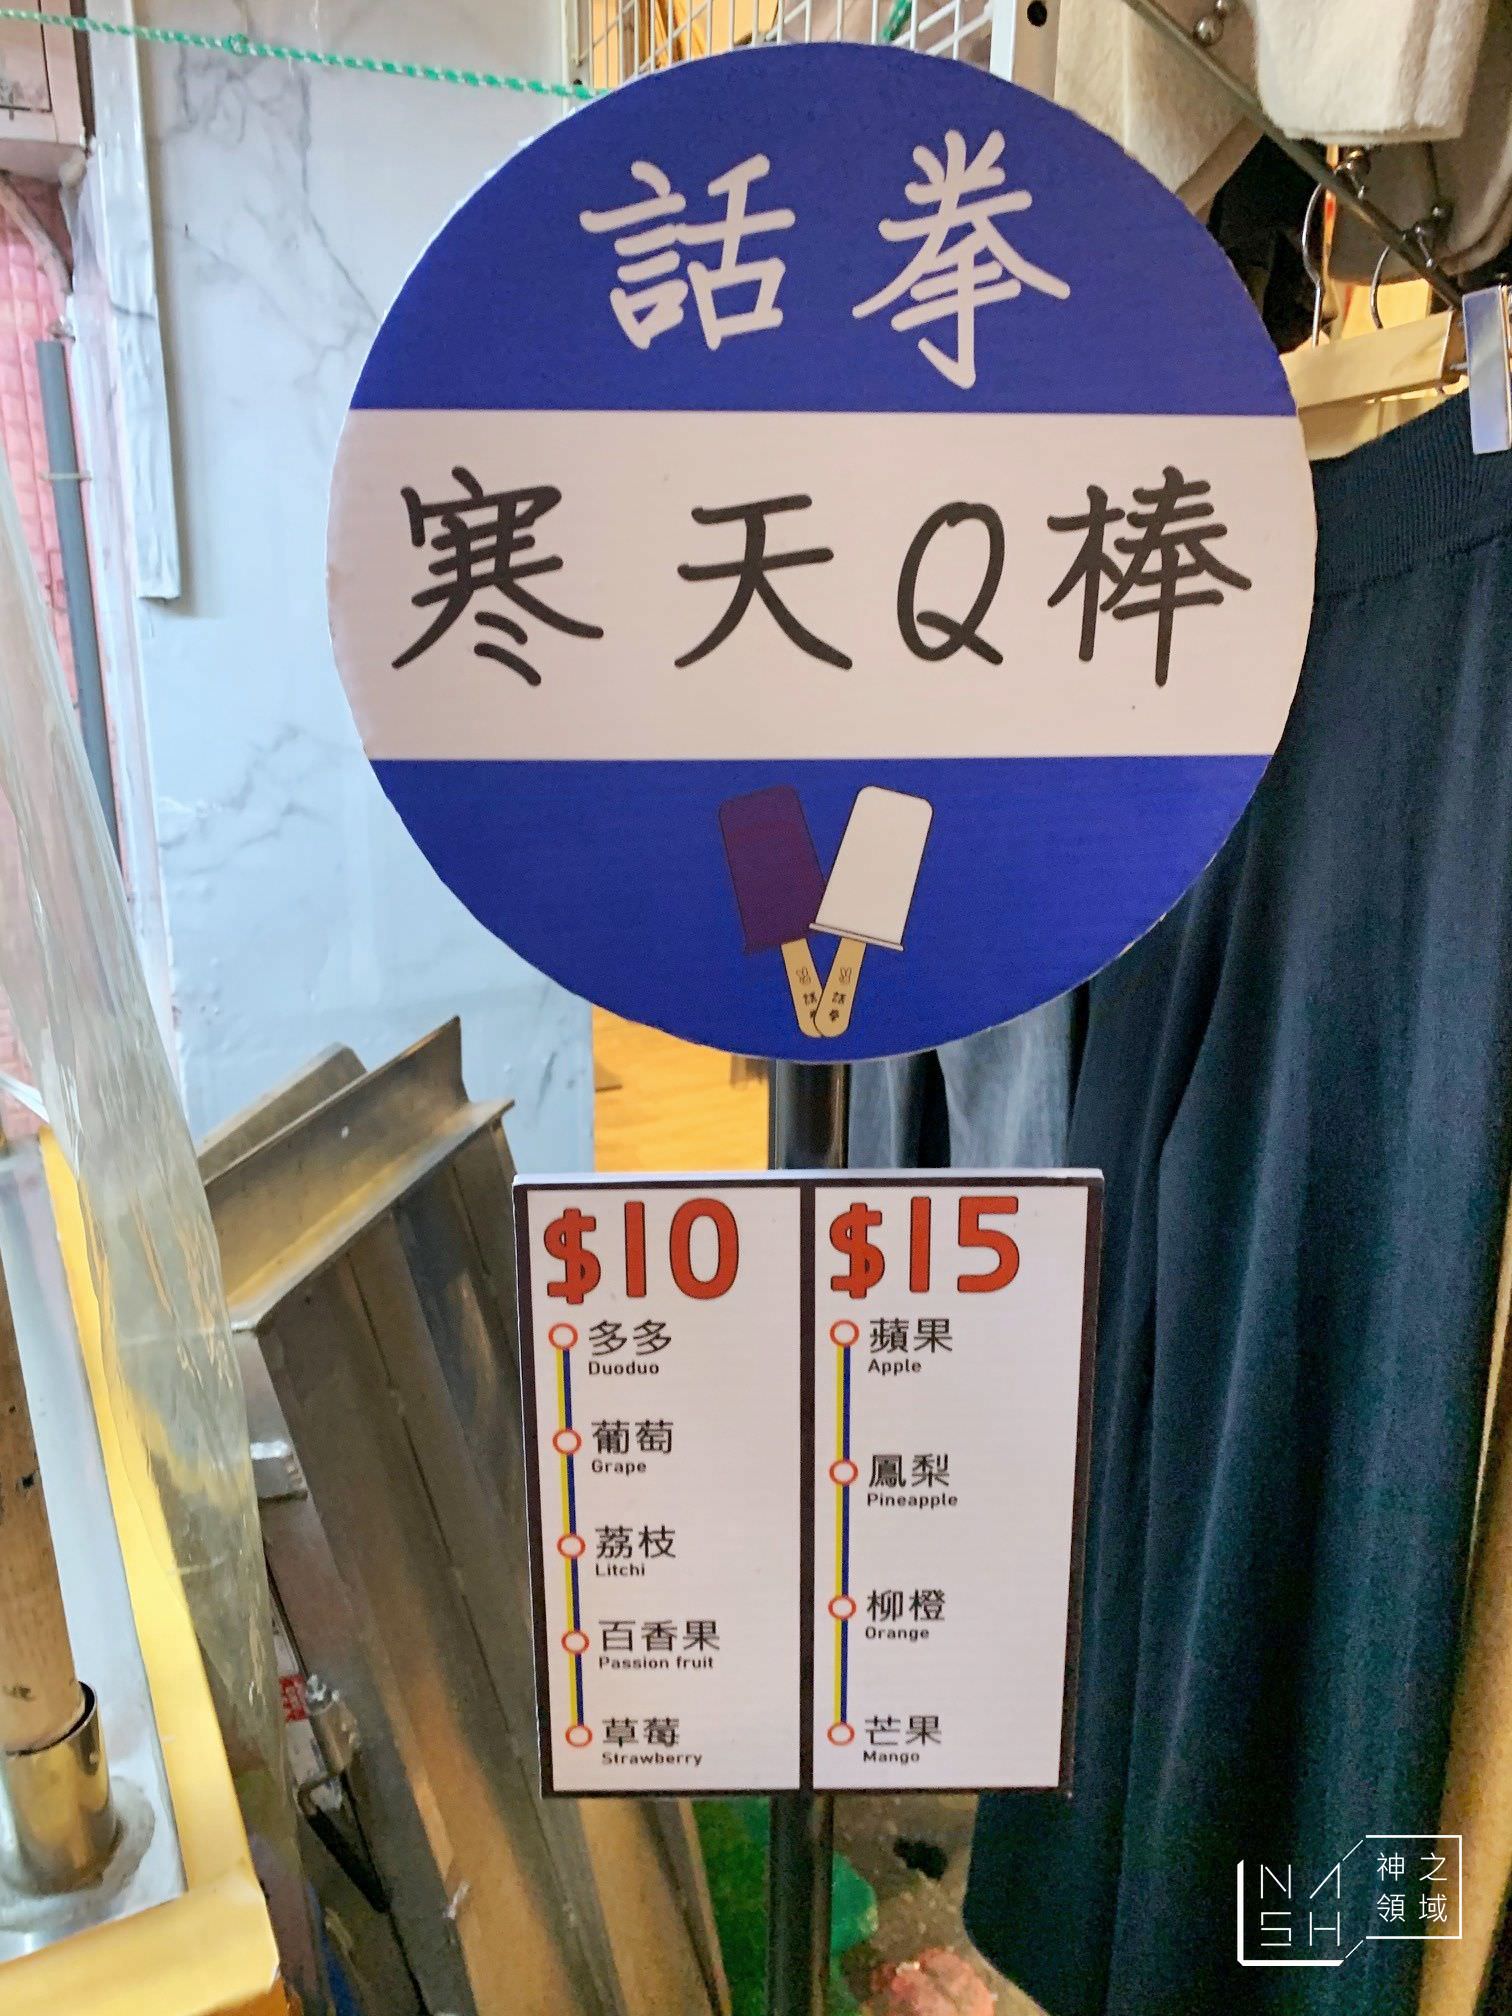 話拳
寒天Q棒
話拳
$10
多多
Duoduo
葡萄
Grape
荔枝
Litchi
百香果
Passion fruit
草莓
Strawberry
$15
蘋果
Apple
鳳梨
Pineapple
柳橙
Orange
芒果
Mango
NASH
神之
領域